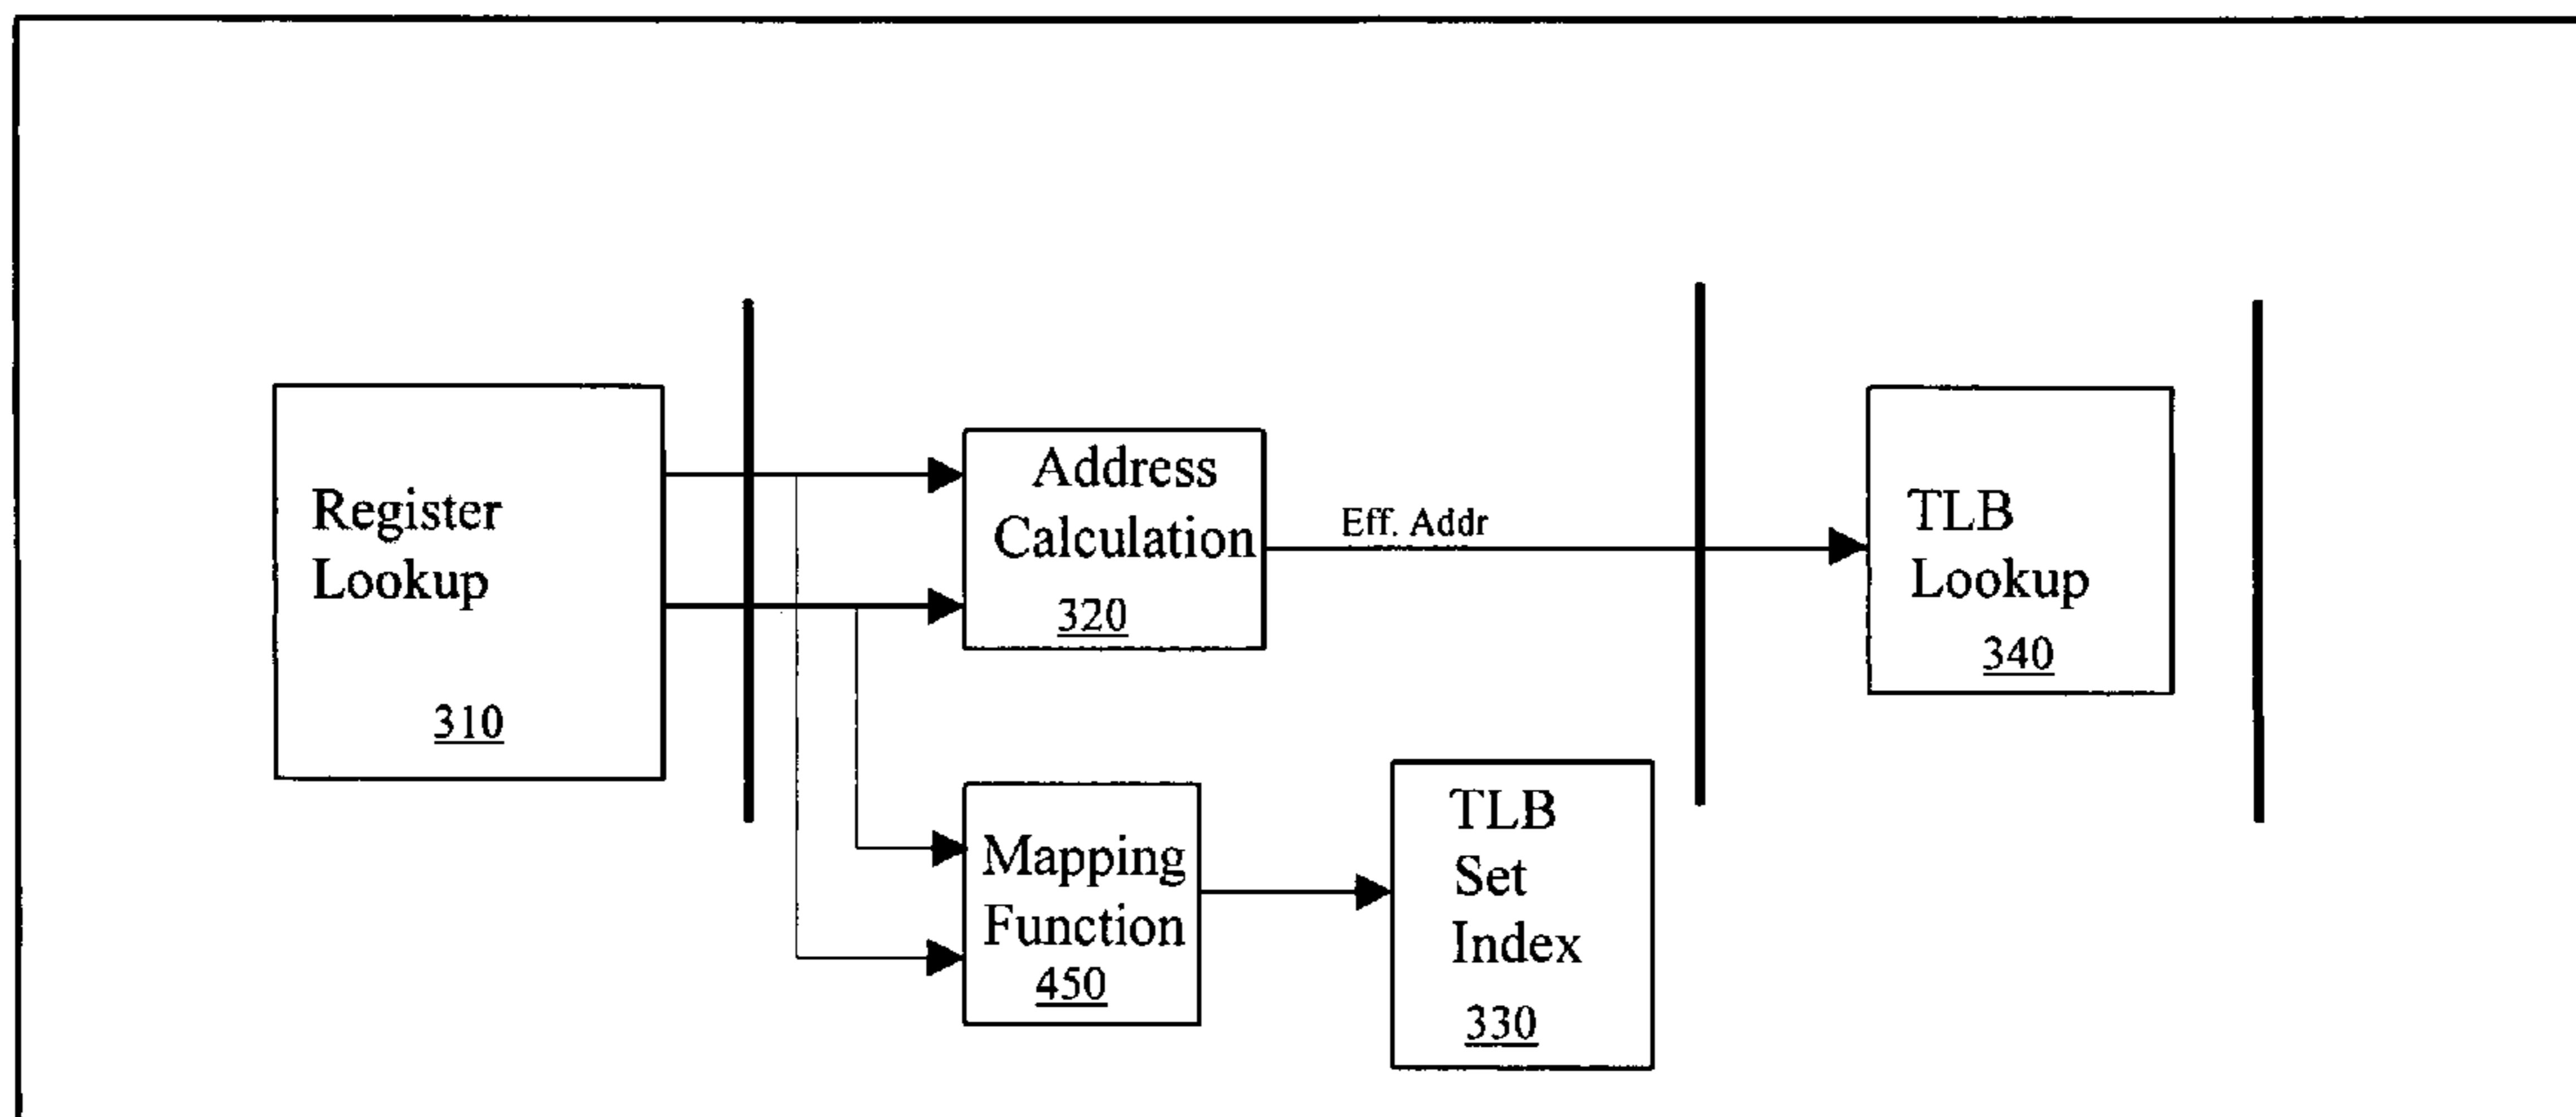 Register
Lookup
310
Address
Calculation
320
Eff. Addr
TLB
Lookup
340
Mapping
Function
450
TLB
Set
Index
330